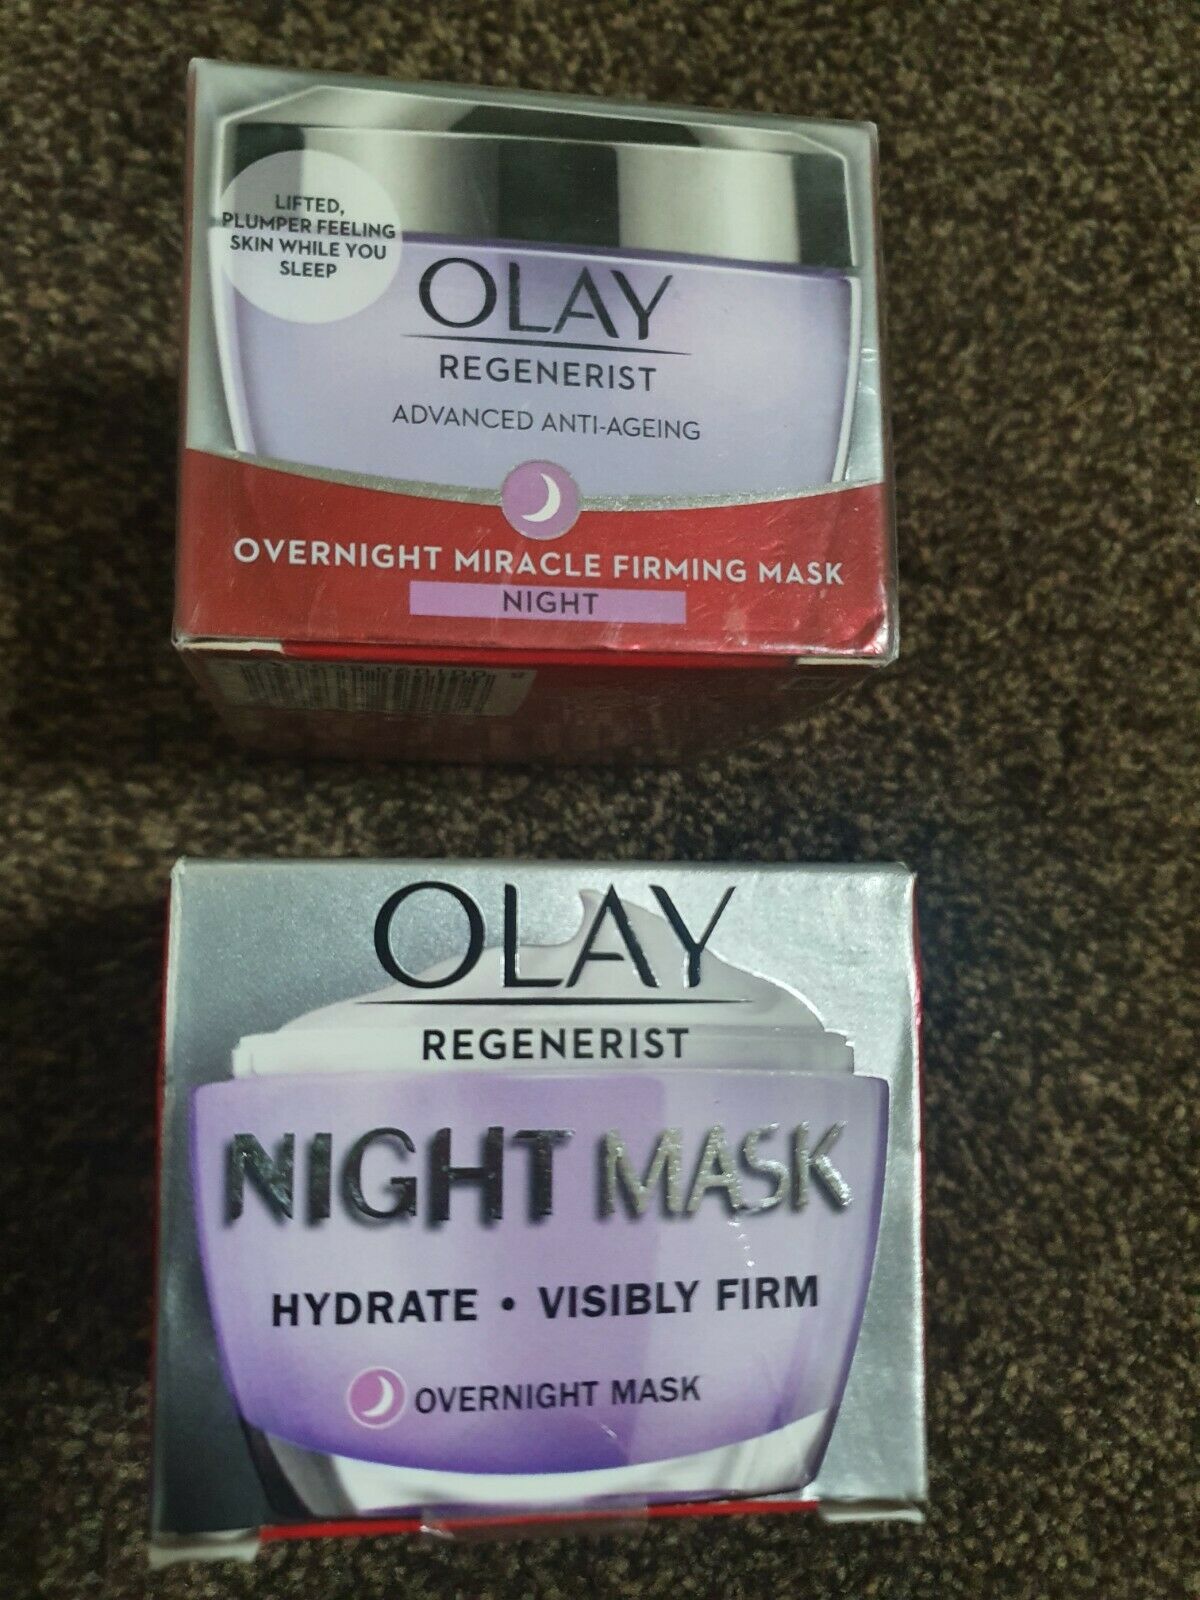 LIFTED,
PLUMPER FEELING
SKIN WHILE YOU
SLEEP
OLAY
REGENERIST
ADVANCED ANTI-AGEING
OVERNIGHT MIRACLE FIRMING MASK
NIGHT
OLAY
REGENERIST
NIGHT MASK
HYDRATE • VISIBLY FIRM
OVERNIGHT MASK